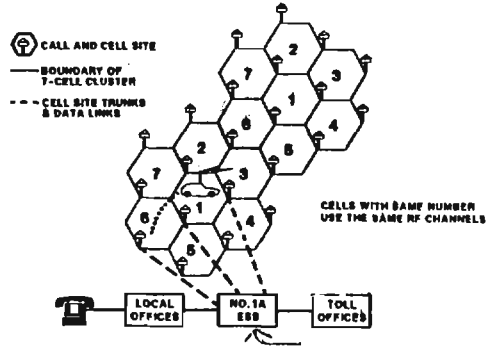 CALL AND CELL SITE
BOUNDARY OF
7-CELL CLUSTER
CELL SITE TRUNKS
& DATA LINKS
2
7
3
1
6
4
5
2
7
3
1
6
4
5
CELLS WITH SAME NUMBER
USE THE SAME RF CHANNELS
LOCAL
OFFICES
NO. 1A
ESS
TOLL
OFFICES